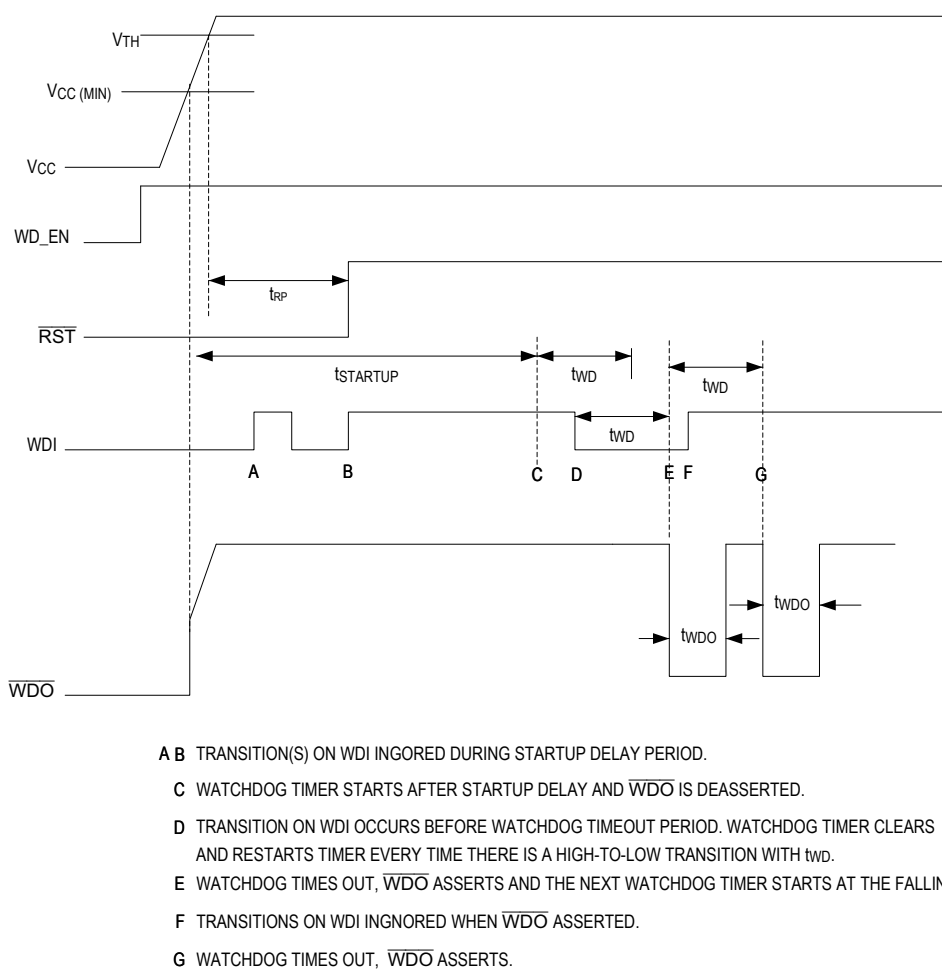 VTH
VCC (MIN)
VCC
WD_EN
tRP
RST
tSTARTUP
tWD
tWD
WDI
tWD
A B C D E F G
tWDO
tWDO
WDO
A B TRANSITION(S) ON WDI INGORED DURING STARTUP DELAY PERIOD.
C WATCHDOG TIMER STARTS AFTER STARTUP DELAY AND WDO IS DEASSERTED.
D TRANSITION ON WDI OCCURS BEFORE WATCHDOG TIMEOUT PERIOD. WATCHDOG TIMER CLEARS
AND RESTARTS TIMER EVERY TIME THERE IS A HIGH-TO-LOW TRANSITION WITH tWD.
E WATCHDOG TIMES OUT, WDO ASSERTS AND THE NEXT WATCHDOG TIMER STARTS AT THE
F TRANSITIONS ON WDI INGNORED WHEN WDO ASSERTED.
G WATCHDOG TIMES OUT, WDO ASSERTS.